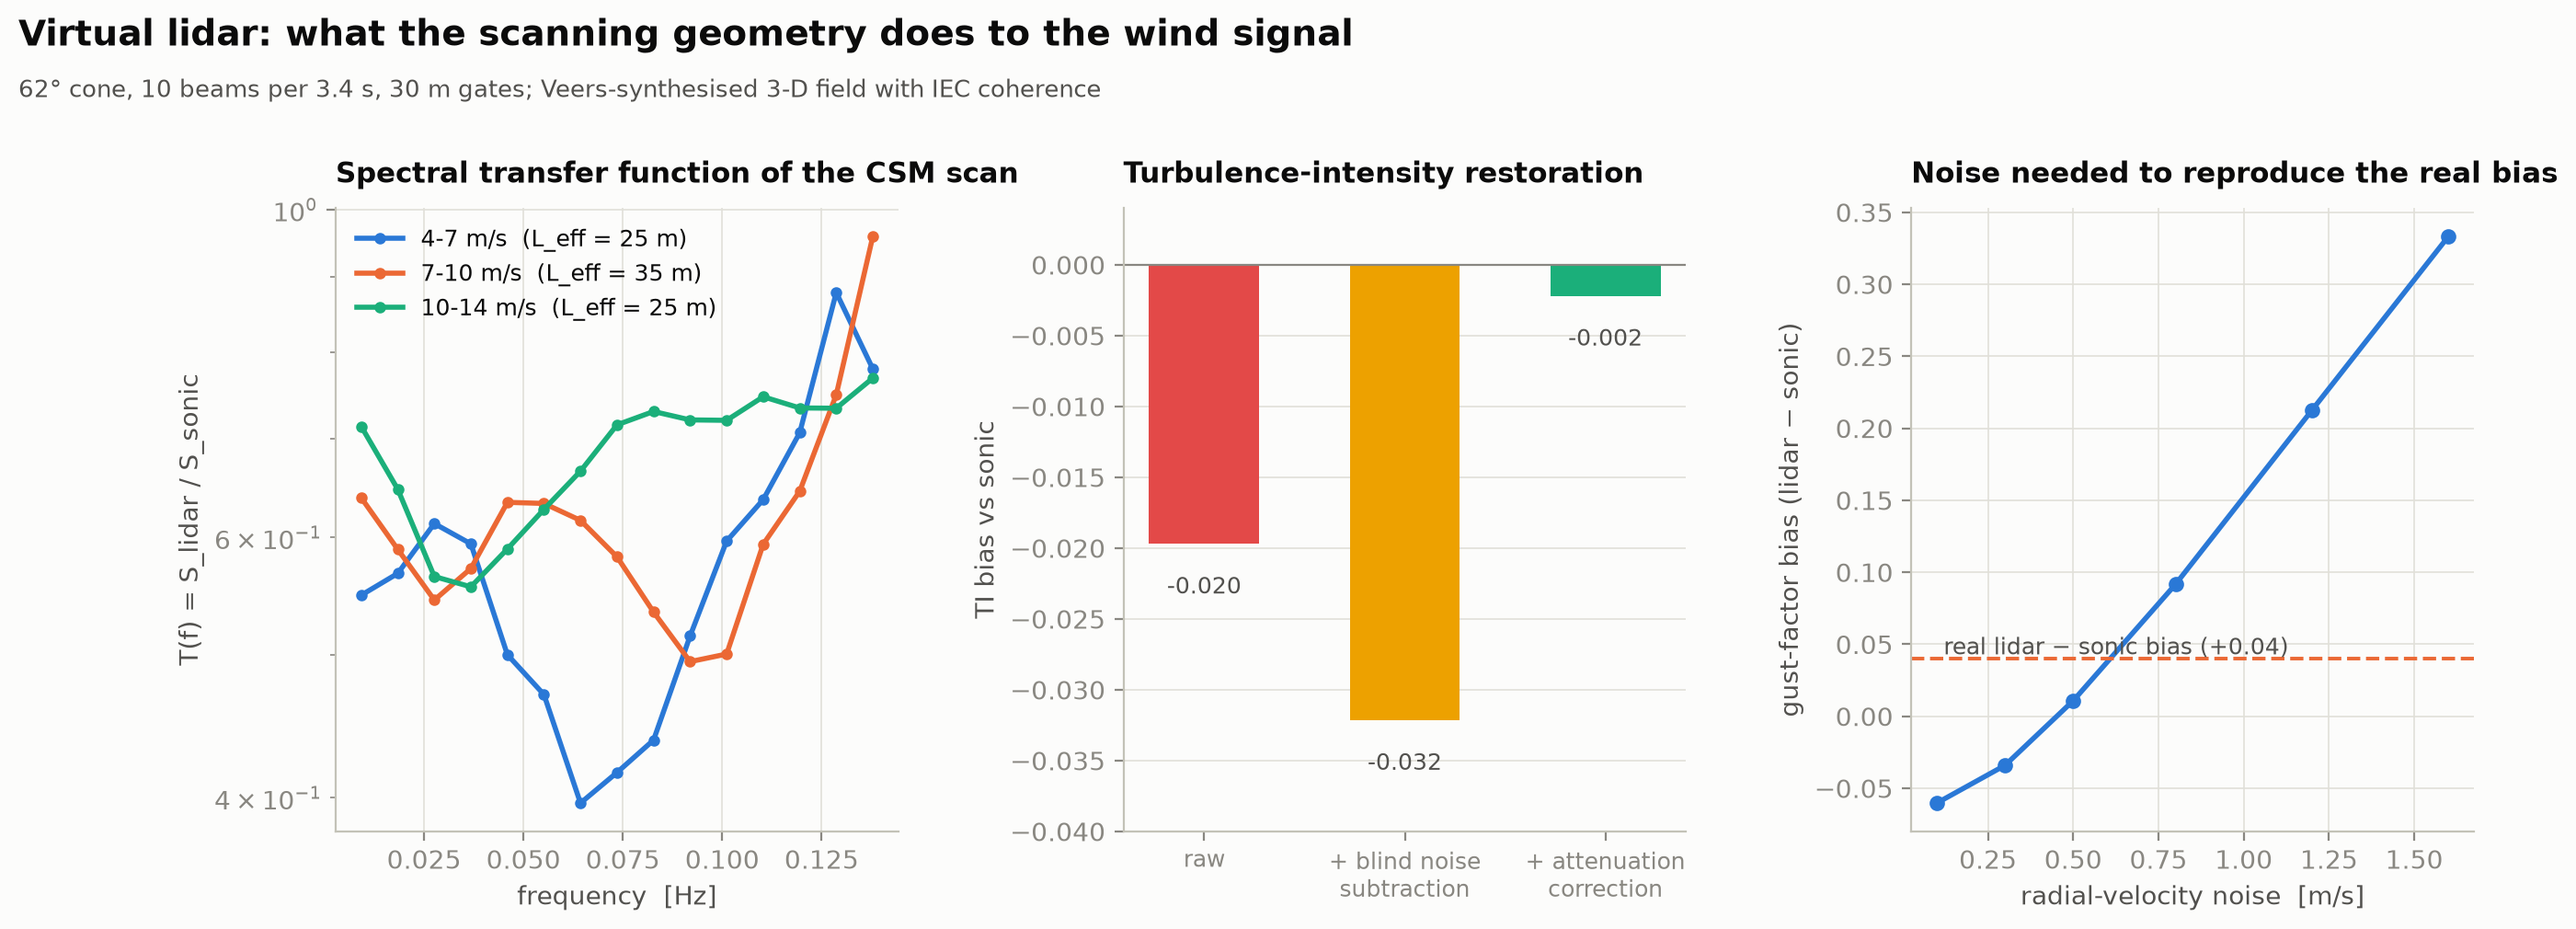 Virtual lidar: what the scanning geometry does to the wind signal
62° cone, 10 beams per 3.4 s, 30 m gates; Veers-synthesised 3-D field with IEC coherence
Spectral transfer function of the CSM scan
T(f) = S_lidar / S_sonic
10⁰
6 × 10⁻¹
4 × 10⁻¹
4-7 m/s (L_eff = 25 m)
7-10 m/s (L_eff = 35 m)
10-14 m/s (L_eff = 25 m)
0.025 0.050 0.075 0.100 0.125
frequency [Hz]
Turbulence-intensity restoration
TI bias vs sonic
0.000
−0.005
−0.010
−0.015
−0.020
−0.025
−0.030
−0.035
−0.040
-0.020
-0.032
-0.002
raw
+ blind noise
subtraction
+ attenuation
correction
Noise needed to reproduce the real bias
gust-factor bias (lidar − sonic)
0.35
0.30
0.25
0.20
0.15
0.10
0.05
0.00
−0.05
real lidar − sonic bias (+0.04)
0.25 0.50 0.75 1.00 1.25 1.50
radial-velocity noise [m/s]